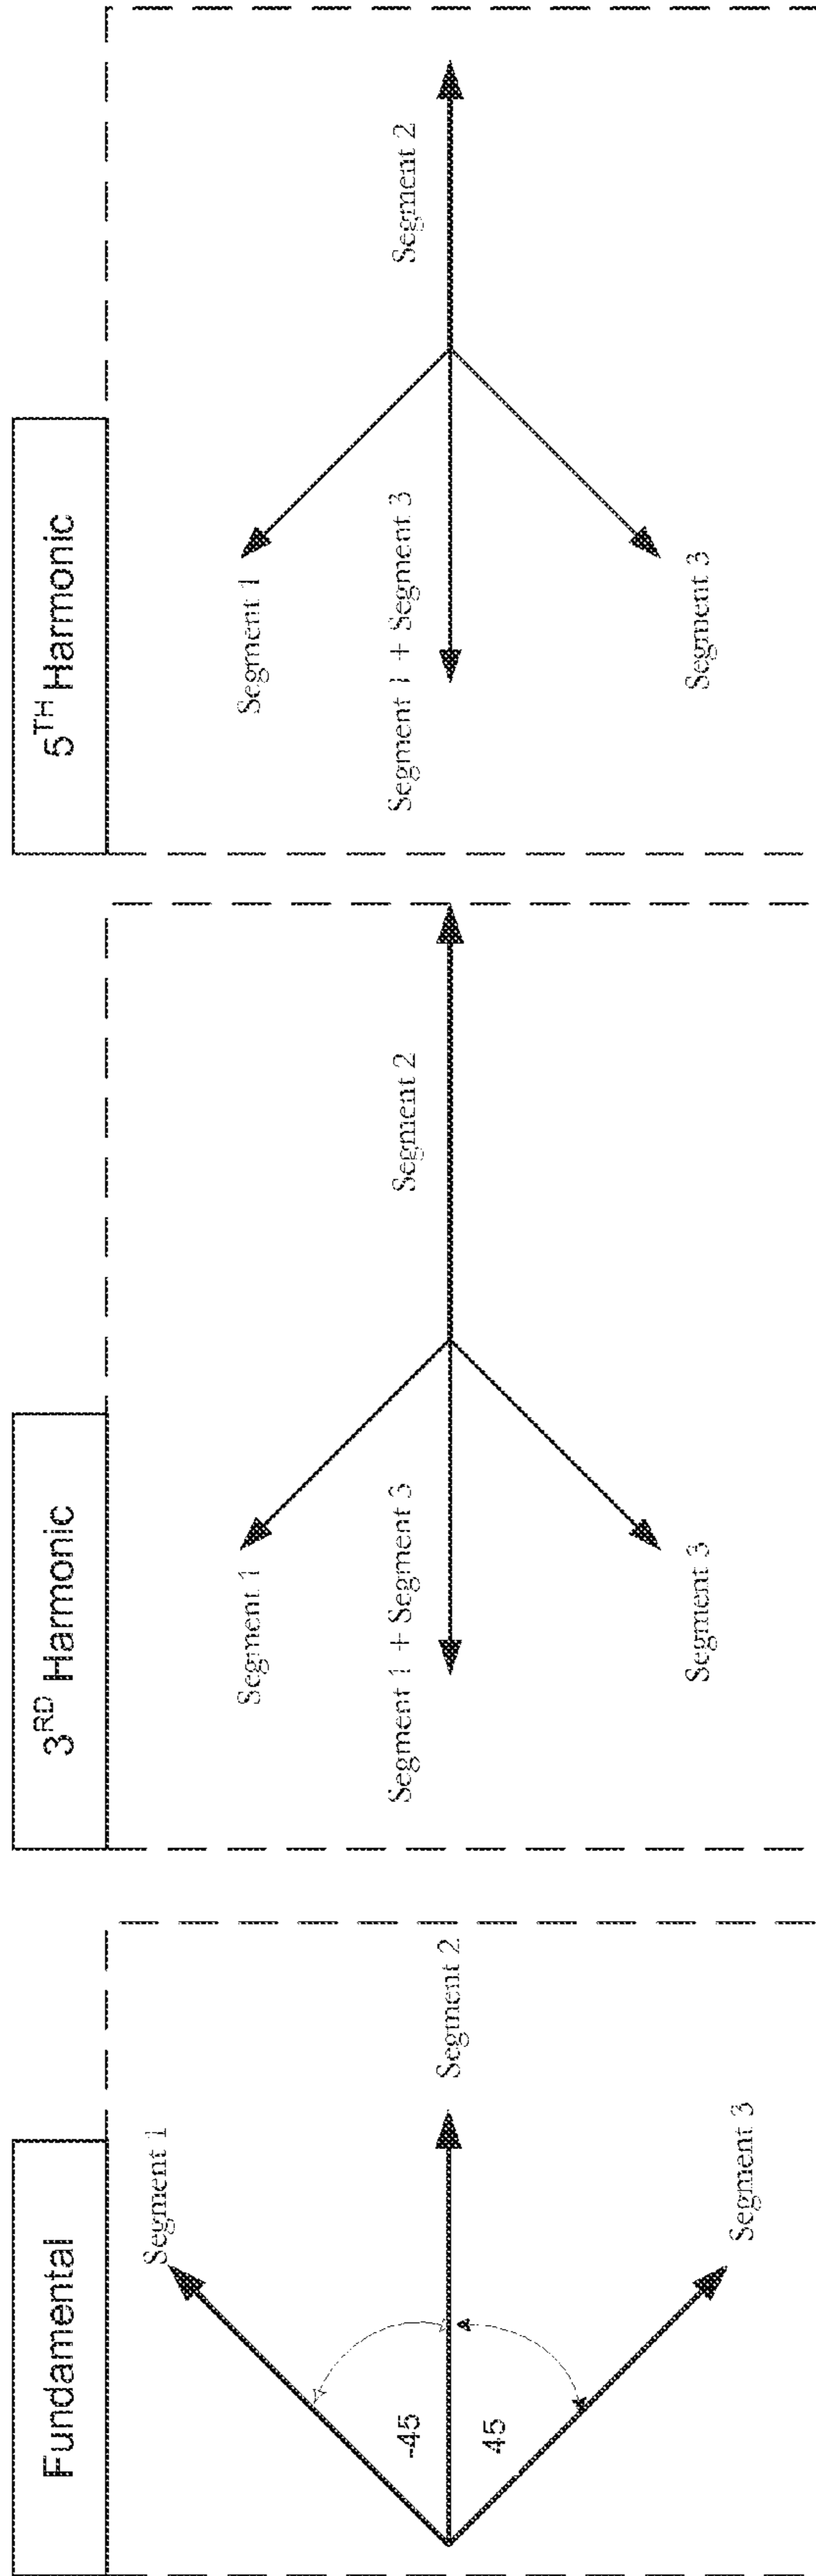 Fundamental
Segment 1
-45
Segment 2
45
Segment 3
3RD Harmonic
Segment 1
Segment 1 + Segment 3
Segment 2
Segment 3
5TH Harmonic
Segment 1
Segment 1 + Segment 3
Segment 2
Segment 3